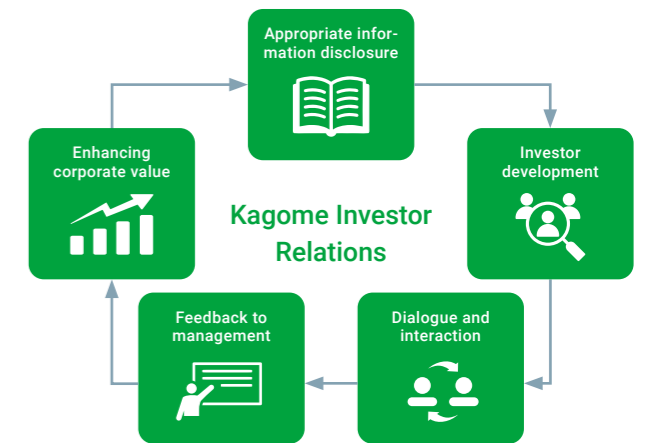 Appropriate infor-
mation disclosure
Enhancing
corporate value
Investor
development
Kagome Investor
Relations
Feedback to
management
Dialogue and
interaction